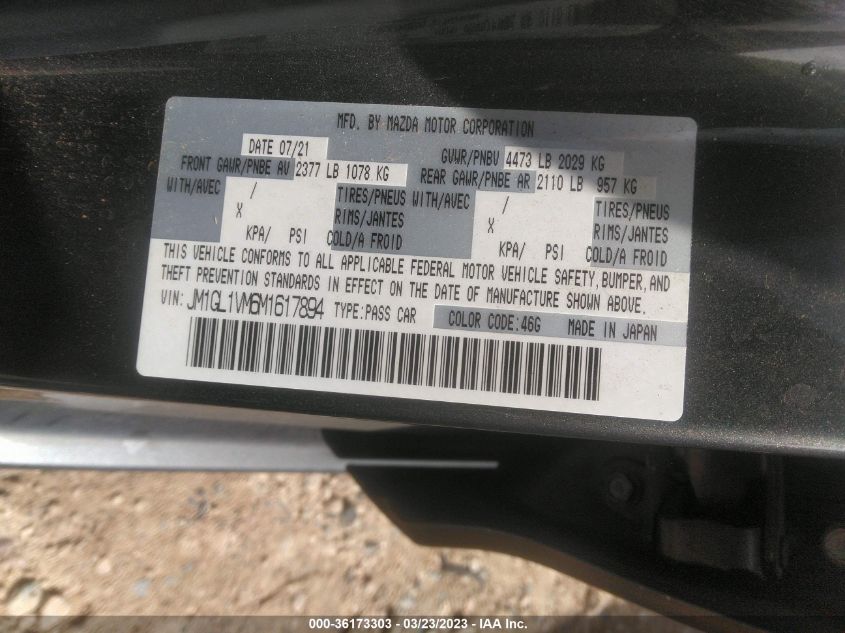 MFD. BY MAZDA MOTOR CORPORATION
DATE 07/21
GVWR/PNBV 4473 LB 2029 KG
FRONT GAWR/PNBE AV 2377 LB 1078 KG
REAR GAWR/PNBE AR 2110 LB 957 KG
WITH/AVEC / TIRES/PNEUS WITH/AVEC / TIRES/PNEUS
X RIMS/JANTES X RIMS/JANTES
KPA/ PSI COLD/A FROID KPA/ PSI COLD/A FROID
THIS VEHICLE CONFORMS TO ALL APPLICABLE FEDERAL MOTOR VEHICLE SAFETY, BUMPER, AND
THEFT PREVENTION STANDARDS IN EFFECT ON THE DATE OF MANUFACTURE SHOWN ABOVE.
VIN: JM1GL1VM6M1617894 TYPE: PASS CAR COLOR CODE: 46G MADE IN JAPAN
000-36173303 - 03/23/2023 - IAA Inc.